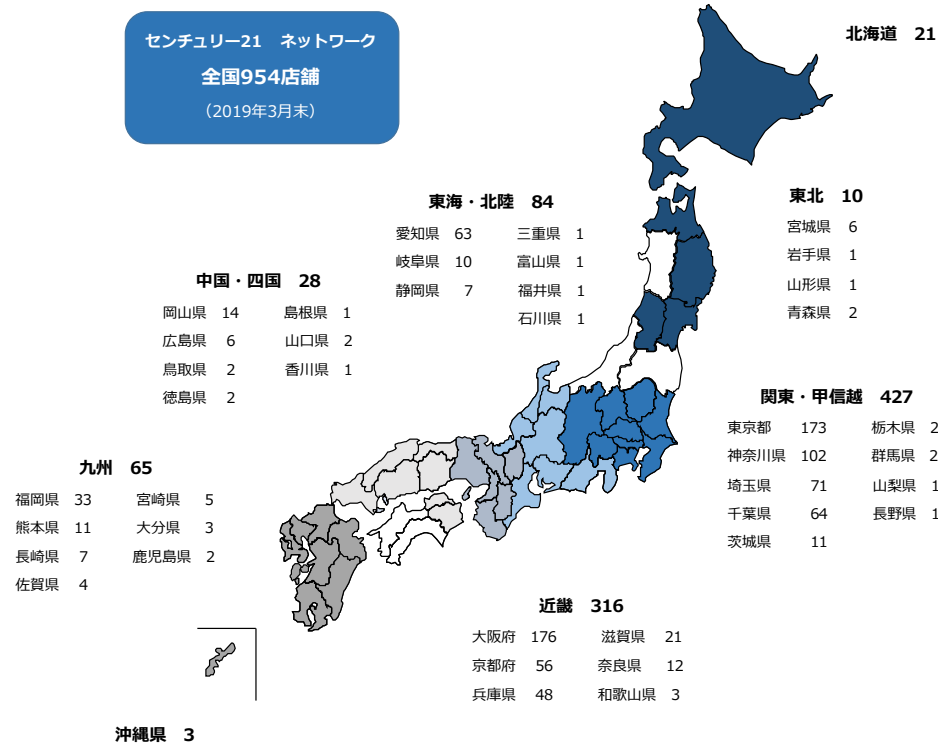 センチュリー21 ネットワーク
全国954店舗
（2019年3月末）
北海道 21
東北 10
宮城県 6
岩手県 1
山形県 1
青森県 2
東海・北陸 84
愛知県 63 三重県 1
岐阜県 10 富山県 1
静岡県 7 福井県 1
石川県 1
中国・四国 28
岡山県 14 島根県 1
広島県 6 山口県 2
鳥取県 2 香川県 1
徳島県 2
関東・甲信越 427
東京都 173 栃木県 2
神奈川県 102 群馬県 2
埼玉県 71 山梨県 1
千葉県 64 長野県 1
茨城県 11
九州 65
福岡県 33 宮崎県 5
熊本県 11 大分県 3
長崎県 7 鹿児島県 2
佐賀県 4
近畿 316
大阪府 176 滋賀県 21
京都府 56 奈良県 12
兵庫県 48 和歌山県 3
沖縄県 3